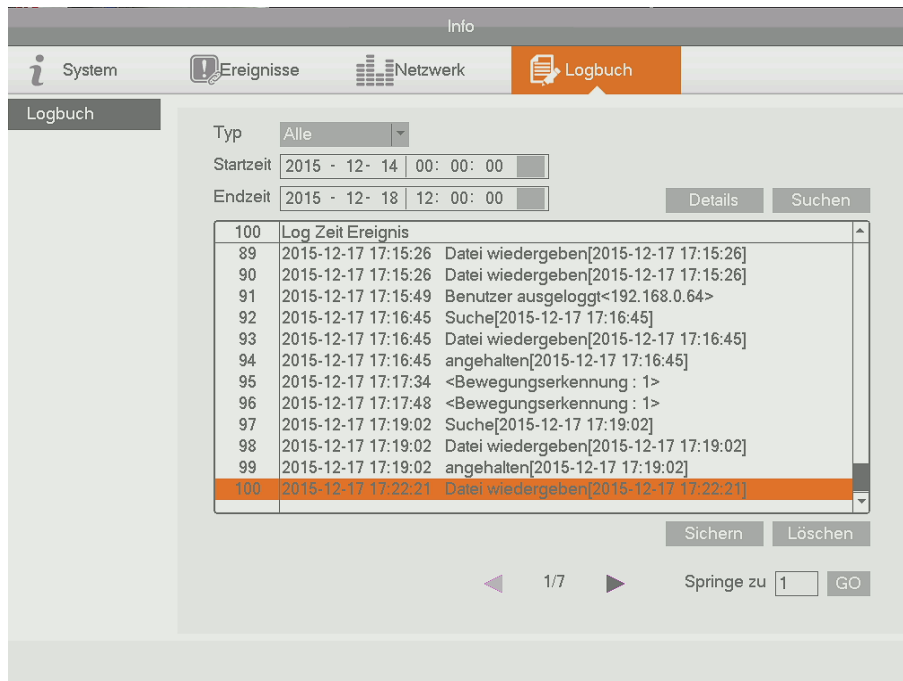 Info
System Ereignisse Netzwerk Logbuch
Logbuch
Typ Alle
Startzeit 2015 - 12- 14 00: 00: 00
Endzeit 2015 - 12- 18 12: 00: 00 Details Suchen
100 Log Zeit Ereignis
89 2015-12-17 17:15:26 Datei wiedergeben[2015-12-17 17:15:26]
90 2015-12-17 17:15:26 Datei wiedergeben[2015-12-17 17:15:26]
91 2015-12-17 17:15:49 Benutzer ausgeloggt<192.168.0.64>
92 2015-12-17 17:16:45 Suche[2015-12-17 17:16:45]
93 2015-12-17 17:16:45 Datei wiedergeben[2015-12-17 17:16:45]
94 2015-12-17 17:16:45 angehalten[2015-12-17 17:16:45]
95 2015-12-17 17:17:34 <Bewegungserkennung : 1>
96 2015-12-17 17:17:48 <Bewegungserkennung : 1>
97 2015-12-17 17:19:02 Suche[2015-12-17 17:19:02]
98 2015-12-17 17:19:02 Datei wiedergeben[2015-12-17 17:19:02]
99 2015-12-17 17:19:02 angehalten[2015-12-17 17:19:02]
100 2015-12-17 17:22:21 Datei wiedergeben[2015-12-17 17:22:21]
Sichern Löschen
1/7 Springe zu 1 GO